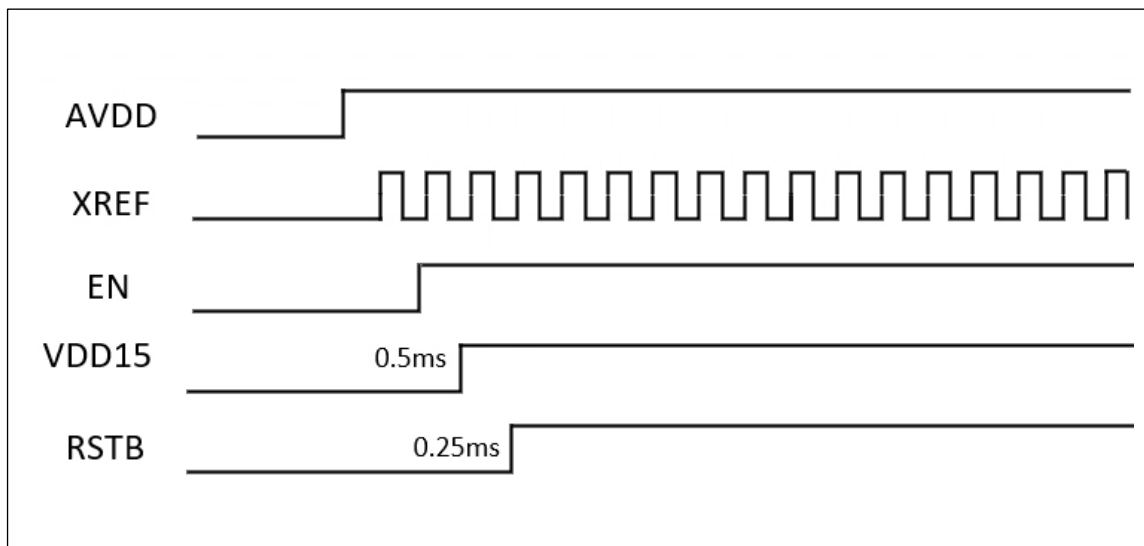 AVDD
XREF
EN
VDD15
0.5ms
RSTB
0.25ms